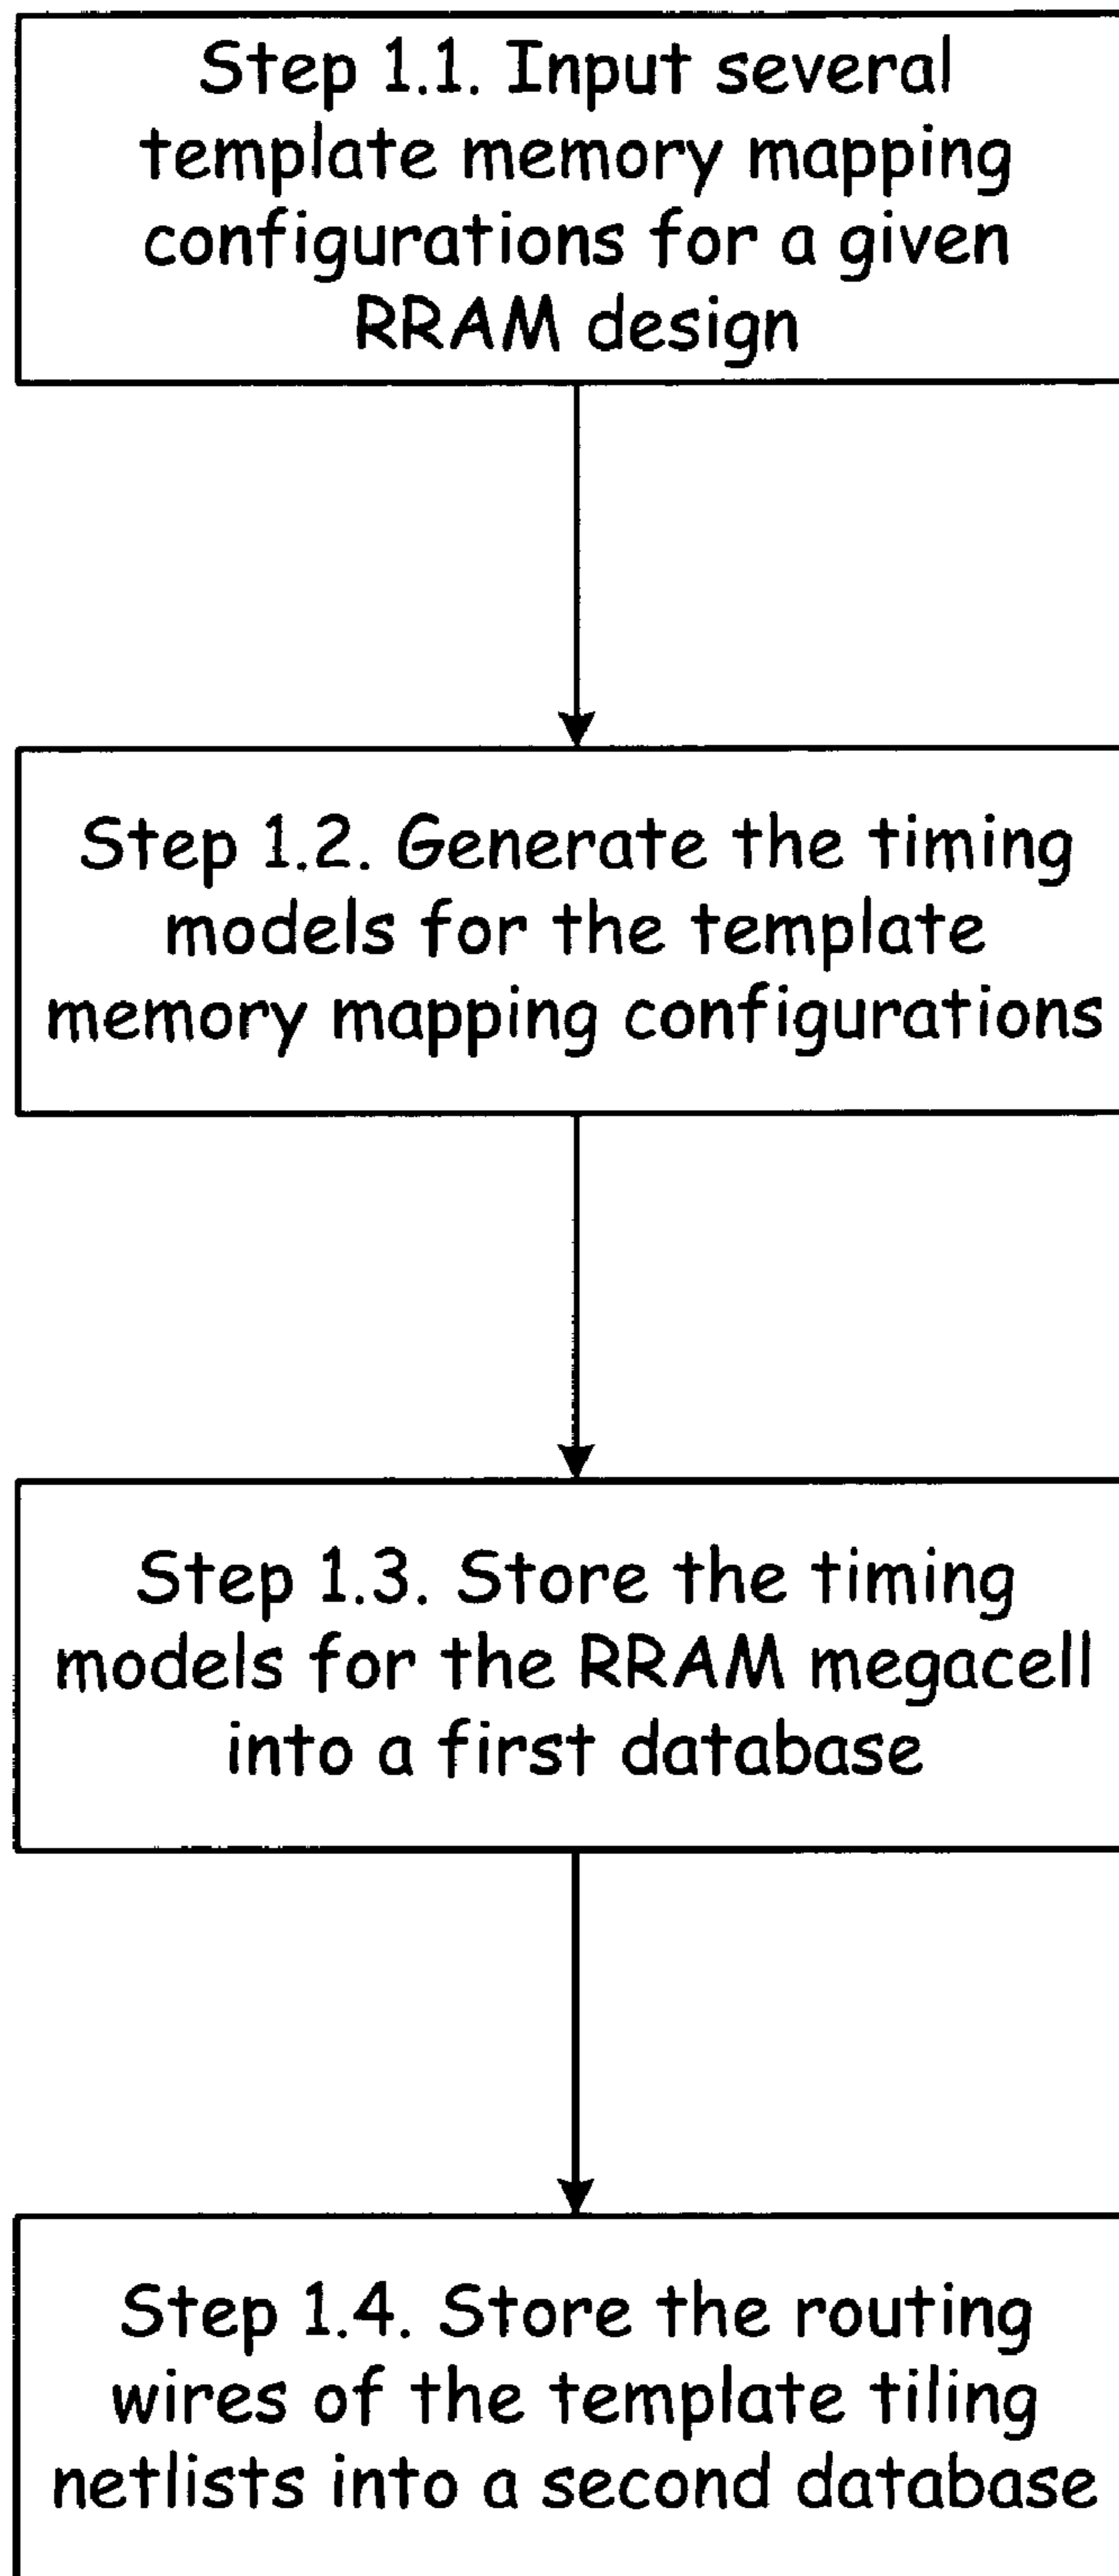 Step 1.1. Input several
template memory mapping
configurations for a given
RRAM design
Step 1.2. Generate the timing
models for the template
memory mapping configurations
Step 1.3. Store the timing
models for the RRAM megacell
into a first database
Step 1.4. Store the routing
wires of the template tiling
netlists into a second database